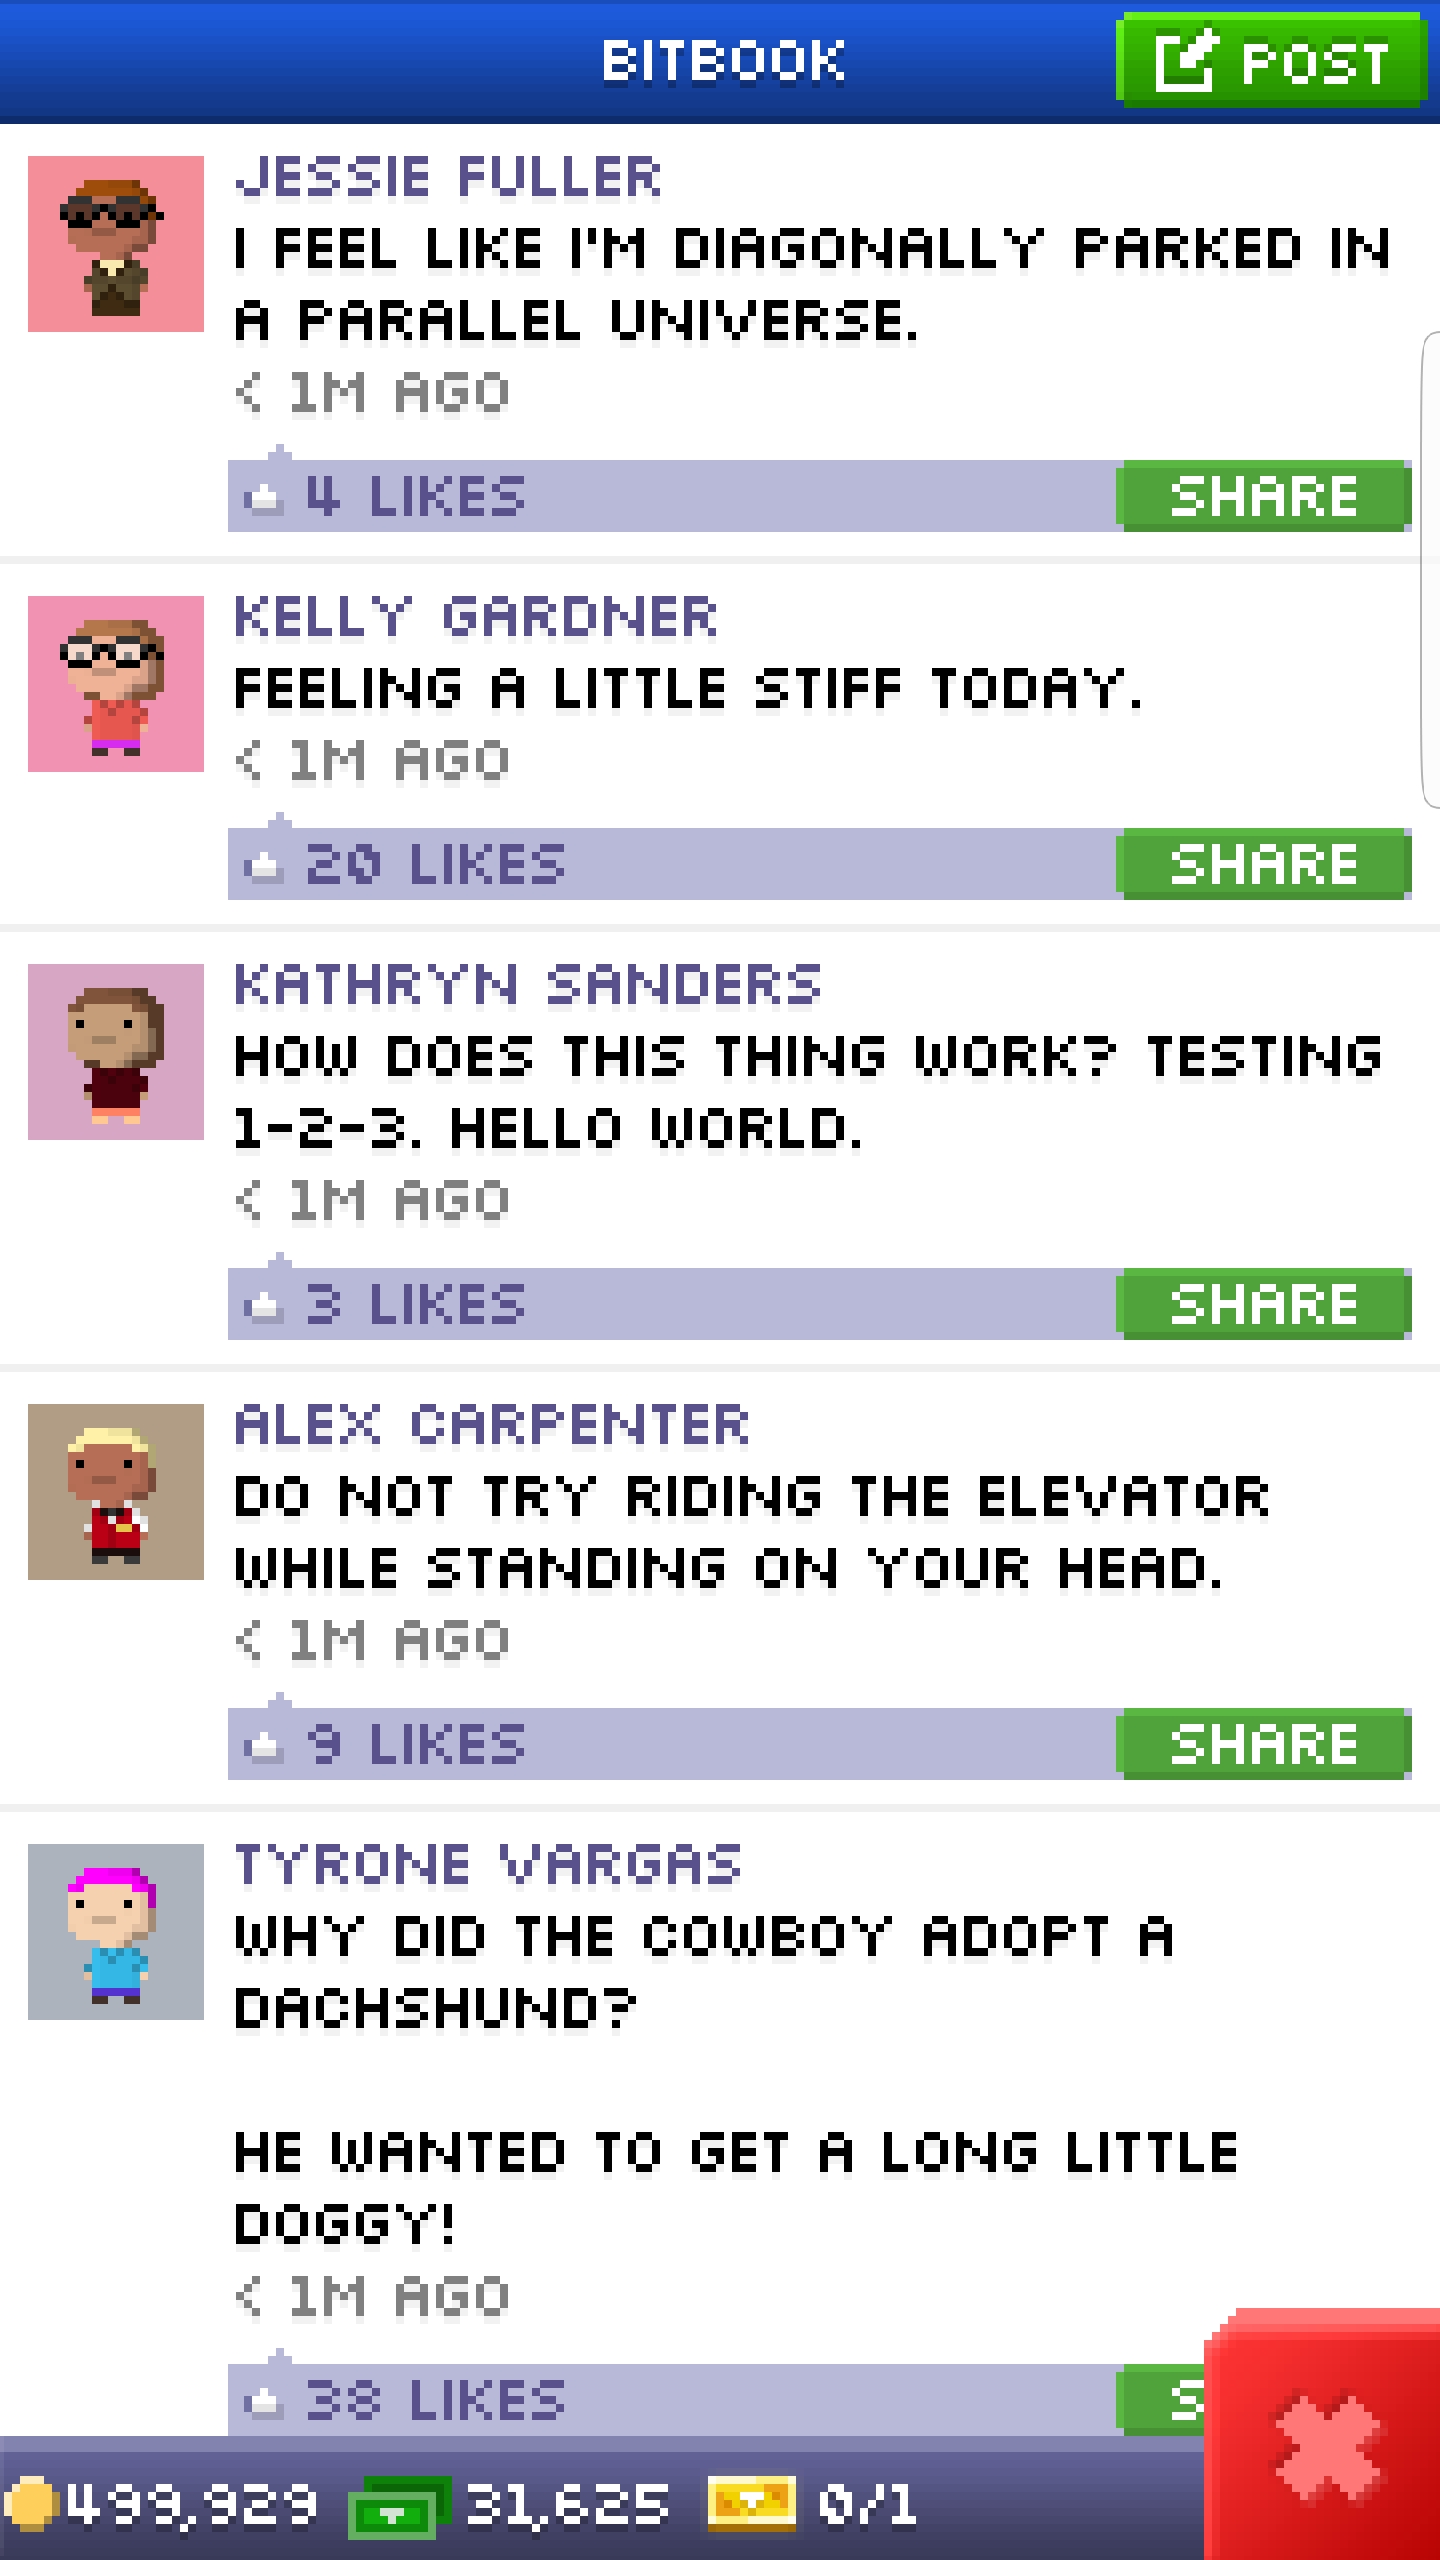 BITBOOK
POST
JESSIE FULLER
I FEEL LIKE I'M DIAGONALLY PARKED IN
A PARALLEL UNIVERSE.
< 1M AGO
4 LIKES
SHARE
KELLY GARDNER
FEELING A LITTLE STIFF TODAY.
< 1M AGO
20 LIKES
SHARE
KATHRYN SANDERS
HOW DOES THIS THING WORK? TESTING
1-2-3. HELLO WORLD.
< 1M AGO
3 LIKES
SHARE
ALEX CARPENTER
DO NOT TRY RIDING THE ELEVATOR
WHILE STANDING ON YOUR HEAD.
< 1M AGO
9 LIKES
SHARE
TYRONE VARGAS
WHY DID THE COWBOY ADOPT A
DACHSHUND?
HE WANTED TO GET A LONG LITTLE
DOGGY!
< 1M AGO
38 LIKES
S
499,929
31,625
0/1